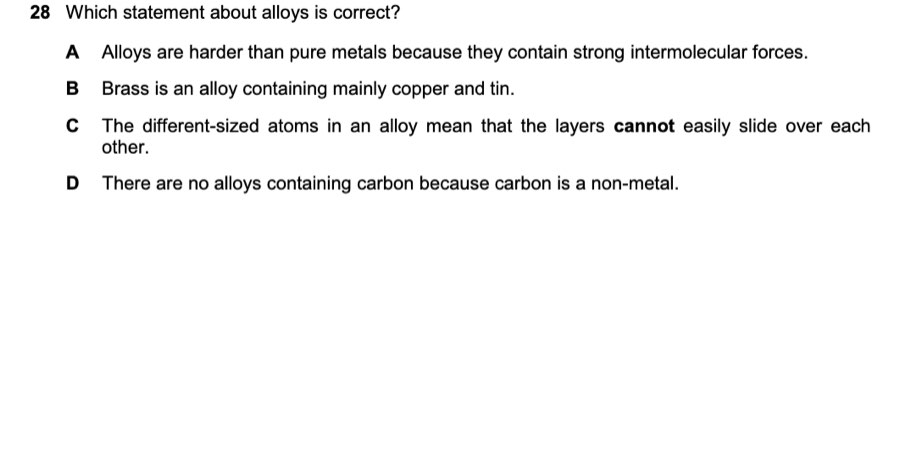 28 Which statement about alloys is correct?
A Alloys are harder than pure metals because they contain strong intermolecular forces.
B Brass is an alloy containing mainly copper and tin.
C The different-sized atoms in an alloy mean that the layers cannot easily slide over each
other.
D There are no alloys containing carbon because carbon is a non-metal.